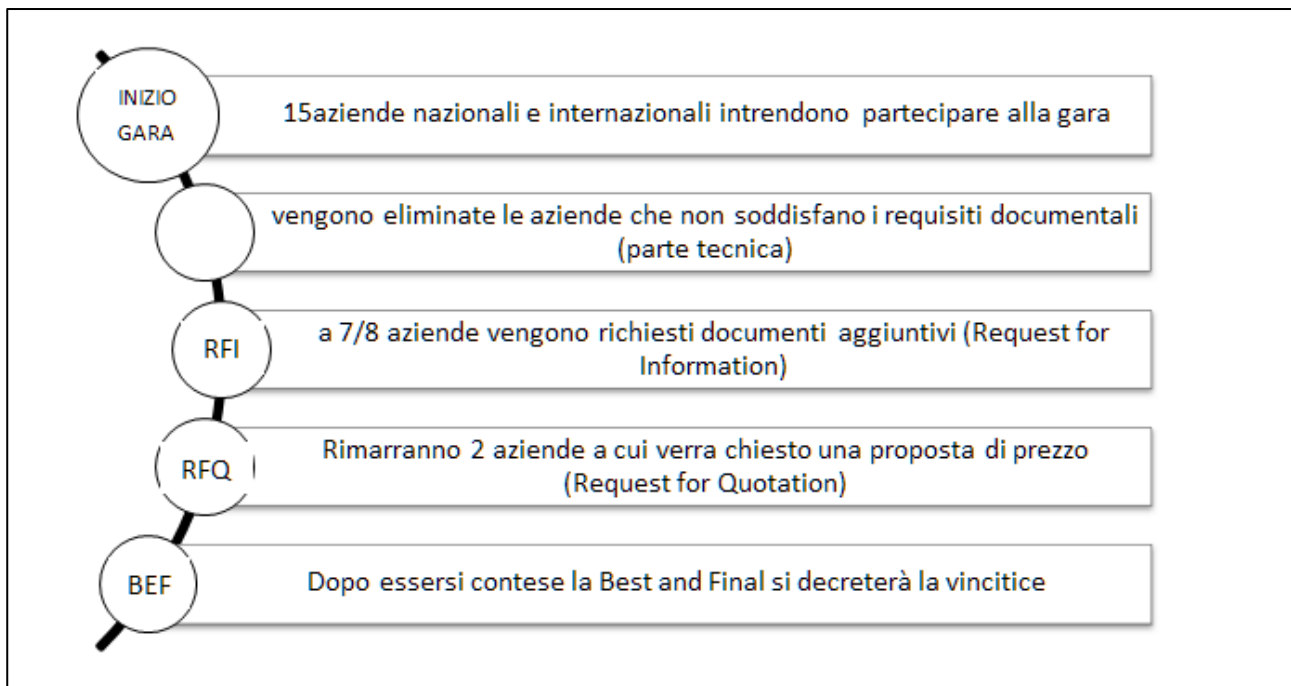 INIZIO
GARA
15aziende nazionali e internazionali intrendono partecipare alla gara
vengono eliminate le aziende che non soddisfano i requisiti documentali
(parte tecnica)
RFI
a 7/8 aziende vengono richiesti documenti aggiuntivi (Request for
Information)
RFQ
Rimarranno 2 aziende a cui verra chiesto una proposta di prezzo
(Request for Quotation)
BEF
Dopo essersi contese la Best and Final si decreterà la vincitice